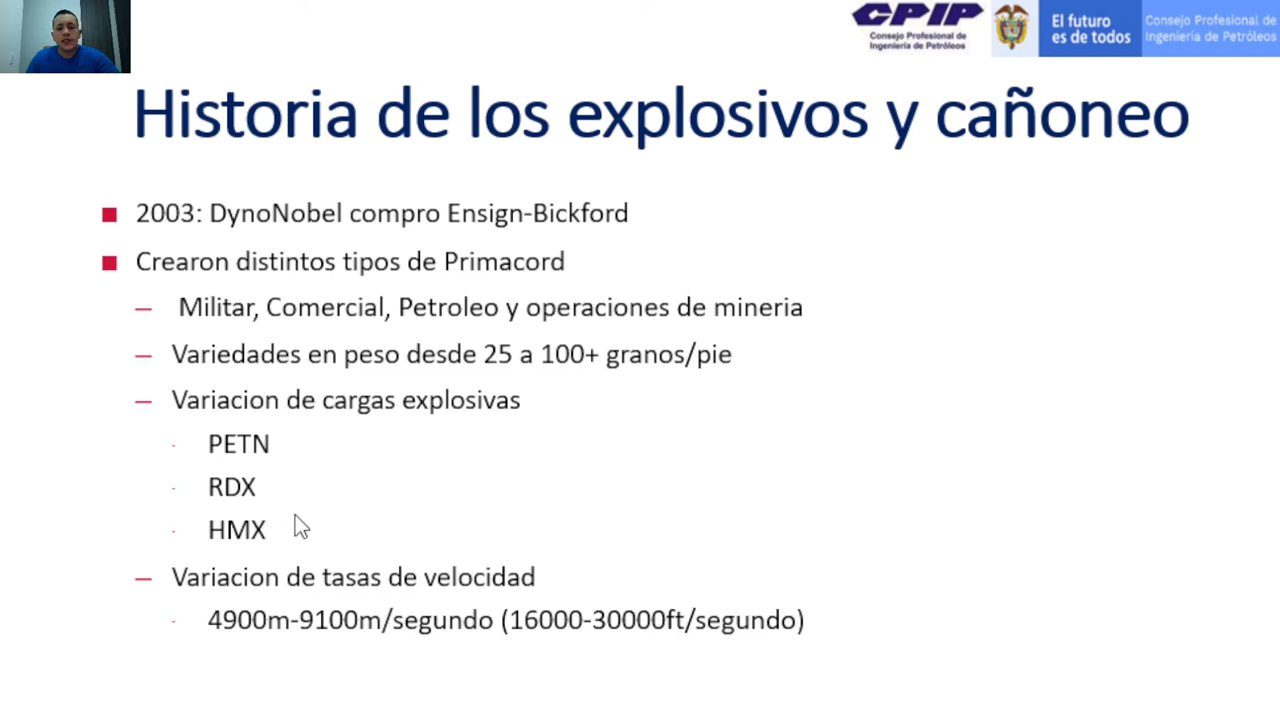 CPIP
Consejo Profesional de
Ingeniería de Petróleos
El futuro
es de todos
Consejo Profesional de
Ingeniería de Petróleos
Historia de los explosivos y cañoneo
2003: DynoNobel compro Ensign-Bickford
Crearon distintos tipos de Primacord
Militar, Comercial, Petroleo y operaciones de mineria
Variedades en peso desde 25 a 100+ granos/pie
Variacion de cargas explosivas
PETN
RDX
HMX
Variacion de tasas de velocidad
4900m-9100m/segundo (16000-30000ft/segundo)